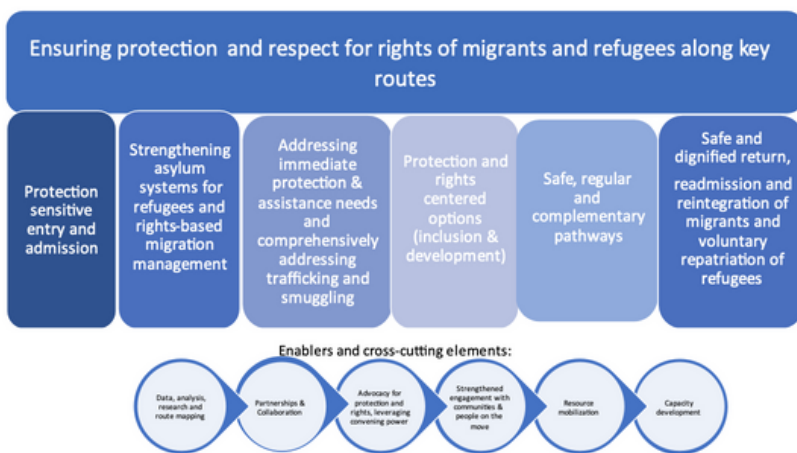 Ensuring protection and respect for rights of migrants and refugees along key
routes
Protection
sensitive
entry and
admission
Strengthening
asylum
systems for
refugees and
rights-based
migration
management
Addressing
immediate
protection &
assistance needs
and
comprehensively
addressing
trafficking and
smuggling
Protection and
rights
centered
options
(inclusion &
development)
Safe, regular
and
complementary
pathways
Safe and
dignified return,
readmission and
reintegration of
migrants and
voluntary
repatriation of
refugees
Enablers and cross-cutting elements:
Data, analysis,
research and
route mapping
Partnerships &
Collaboration
Advocacy for
protection and
rights, leveraging
convening power
Strengthened
engagement with
communities &
people on the
move
Resource
mobilization
Capacity
development